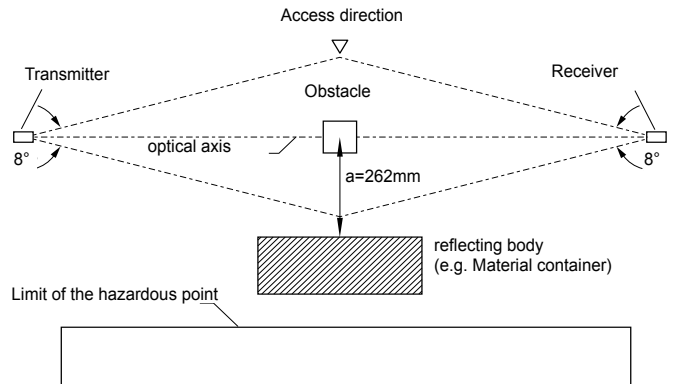 Access direction
Transmitter
Receiver
Obstacle
optical axis
8°
8°
a=262mm
reflecting body
(e.g. Material container)
Limit of the hazardous point